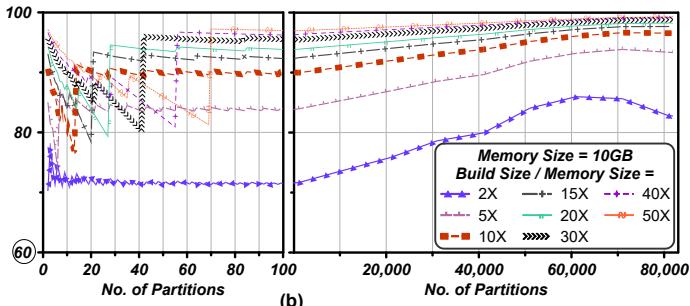 100
80
60
0 20 40 60 80 100
20,000 40,000 60,000 80,000
No. of Partitions
No. of Partitions
(b)
Memory Size = 10GB
Build Size / Memory Size =
2X 15X 40X
5X 20X 50X
10X 30X